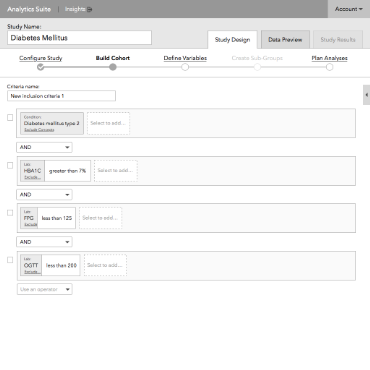 Analytics Suite | Insights
Account
Study Name:
Diabetes Mellitus
Study Design
Data Preview
Study Results
Configure Study
Build Cohort
Define Variables
Create Sub-Groups
Plan Analyses
Criteria name:
New inclusion criteria 1
Condition:
Diabetes mellitus type 2
Exclude Concepts
Select to add...
AND
Lab:
HBA1C
Exclude...
greater than 7%
Select to add...
AND
Lab:
FPG
Exclude
less than 125
Select to add...
AND
Lab:
OGTT
Exclude...
less than 200
Select to add...
Use an operator